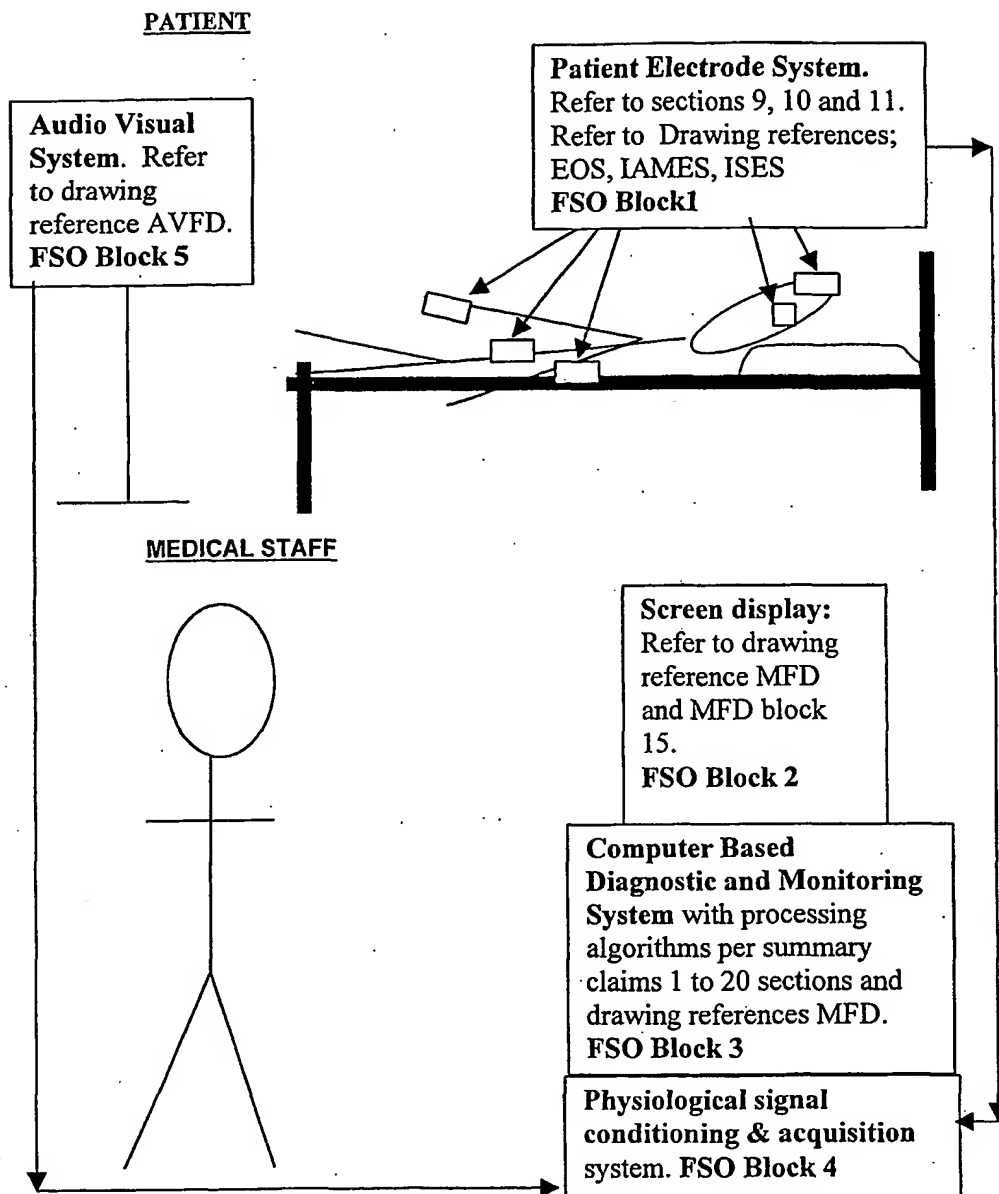 PATIENT
Audio Visual
System. Refer
to drawing
reference AVFD.
FSO Block 5
Patient Electrode System.
Refer to sections 9, 10 and 11.
Refer to Drawing references;
EOS, IAMES, ISES
FSO Block1
MEDICAL STAFF
Screen display:
Refer to drawing
reference MFD
and MFD block
15.
FSO Block 2
Computer Based
Diagnostic and Monitoring
System with processing
algorithms per summary
claims 1 to 20 sections and
drawing references MFD.
FSO Block 3
Physiological signal
conditioning & acquisition
system. FSO Block 4